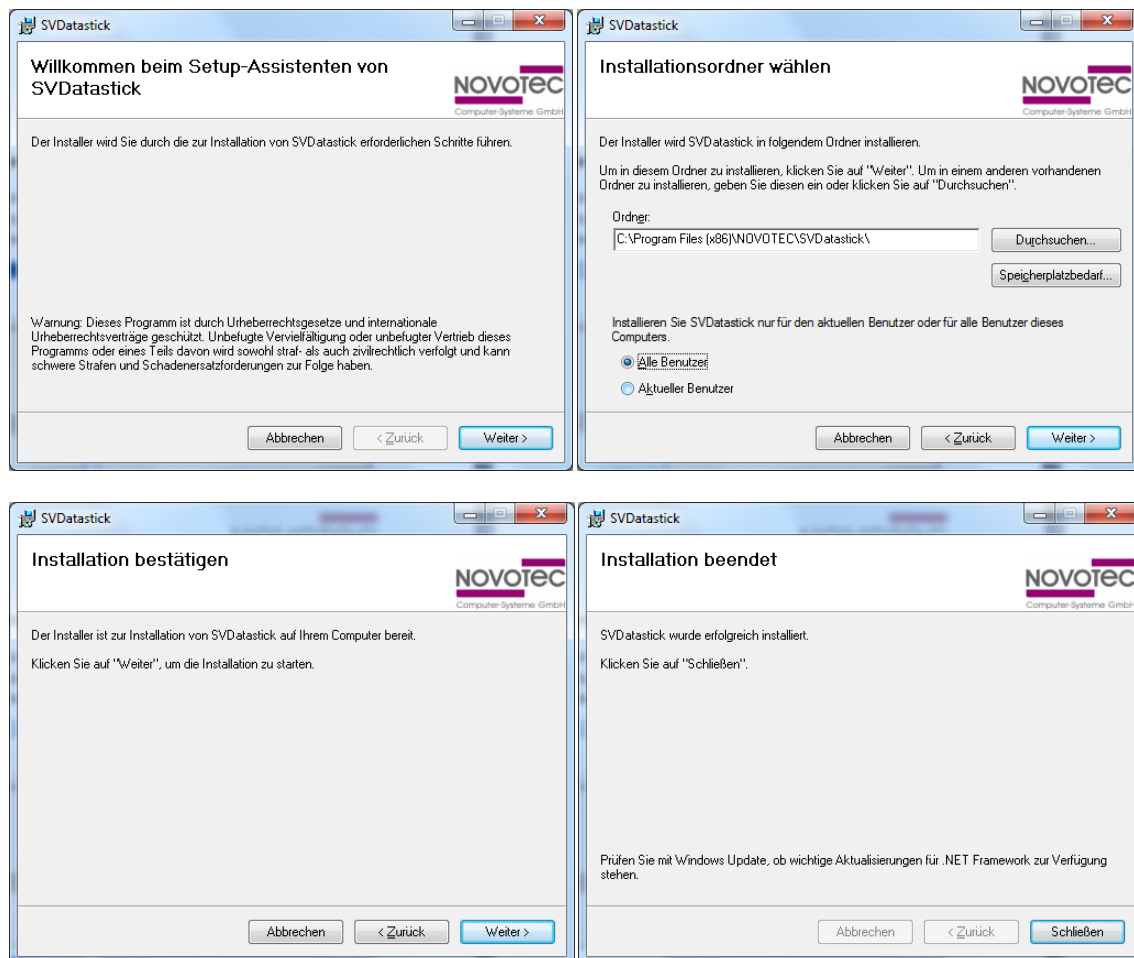 SVDatastick
Willkommen beim Setup-Assistenten von
SVDatastick
NOVOTEC
Computer-Systeme GmbH
Der Installer wird Sie durch die zur Installation von SVDatastick erforderlichen Schritte führen.
Warnung: Dieses Programm ist durch Urheberrechtsgesetze und internationale
Urheberrechtsverträge geschützt. Unbefugte Vervielfältigung oder unbefugter Vertrieb dieses
Programms oder eines Teils davon wird sowohl straf- als auch zivilrechtlich verfolgt und kann
schwere Strafen und Schadenersatzforderungen zur Folge haben.
Abbrechen
< Zurück
Weiter >
SVDatastick
Installationsordner wählen
NOVOTEC
Computer-Systeme GmbH
Der Installer wird SVDatastick in folgendem Ordner installieren.
Um in diesem Ordner zu installieren, klicken Sie auf "Weiter". Um in einem anderen vorhandenen
Ordner zu installieren, geben Sie diesen ein oder klicken Sie auf "Durchsuchen".
Ordner:
C:\Program Files (x86)\NOVOTEC\SVDatastick\
Durchsuchen...
Speicherplatzbedarf...
Installieren Sie SVDatastick nur für den aktuellen Benutzer oder für alle Benutzer dieses
Computers.
Alle Benutzer
Aktueller Benutzer
Abbrechen
< Zurück
Weiter >
SVDatastick
Installation bestätigen
NOVOTEC
Computer-Systeme GmbH
Der Installer ist zur Installation von SVDatastick auf Ihrem Computer bereit.
Klicken Sie auf "Weiter", um die Installation zu starten.
Abbrechen
< Zurück
Weiter >
SVDatastick
Installation beendet
NOVOTEC
Computer-Systeme GmbH
SVDatastick wurde erfolgreich installiert.
Klicken Sie auf "Schließen".
Prüfen Sie mit Windows Update, ob wichtige Aktualisierungen für .NET Framework zur Verfügung
stehen.
Abbrechen
< Zurück
Schließen